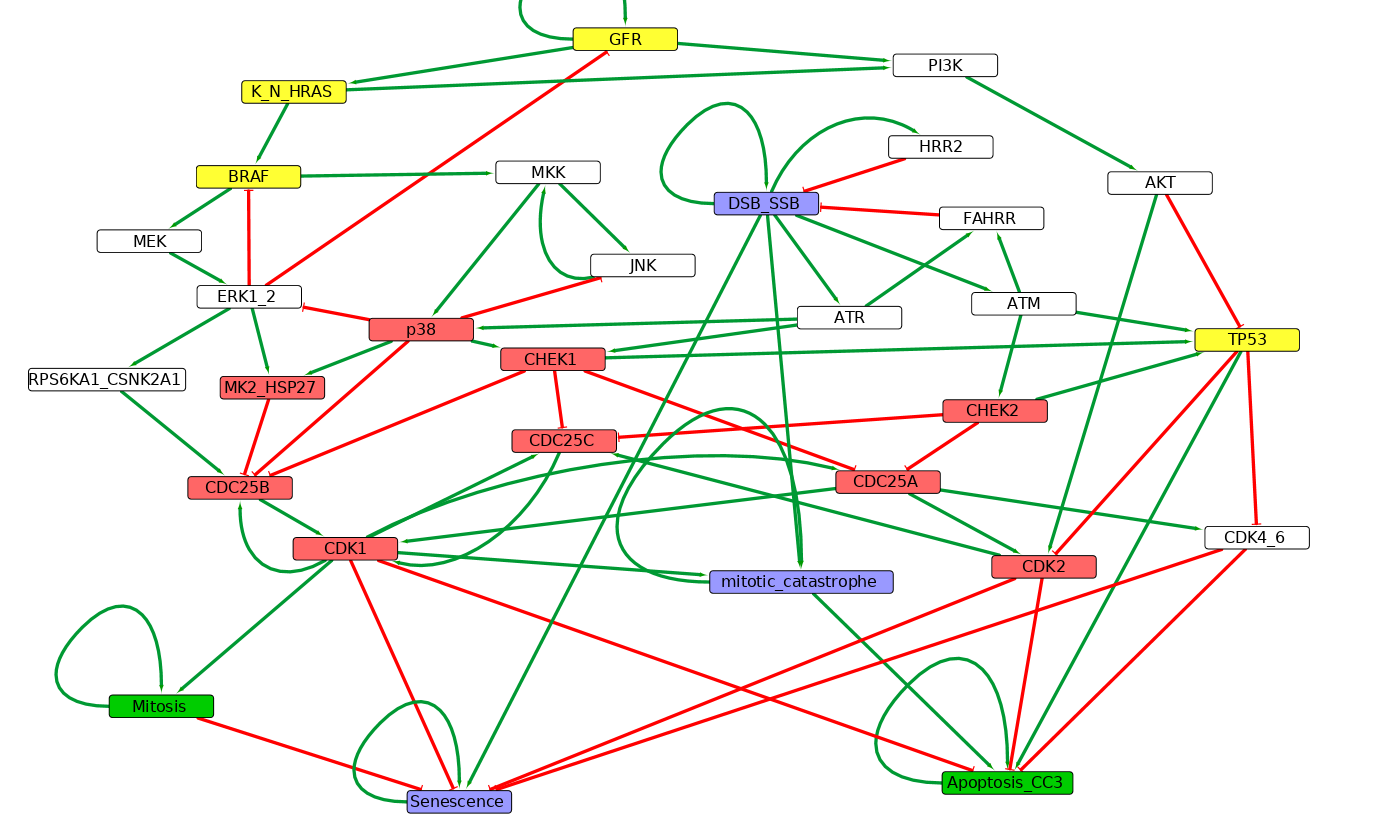 GFR
PI3K
K_N_HRAS
HRR2
MKK
BRAF
AKT
DSB_SSB
FAHRR
MEK
JNK
ERK1_2
ATM
ATR
p38
TP53
CHEK1
RPS6KA1_CSNK2A1
MK2_HSP27
CHEK2
CDC25C
CDC25A
CDC25B
CDK4_6
CDK1
CDK2
mitotic_catastrophe
Mitosis
Apoptosis_CC3
Senescence